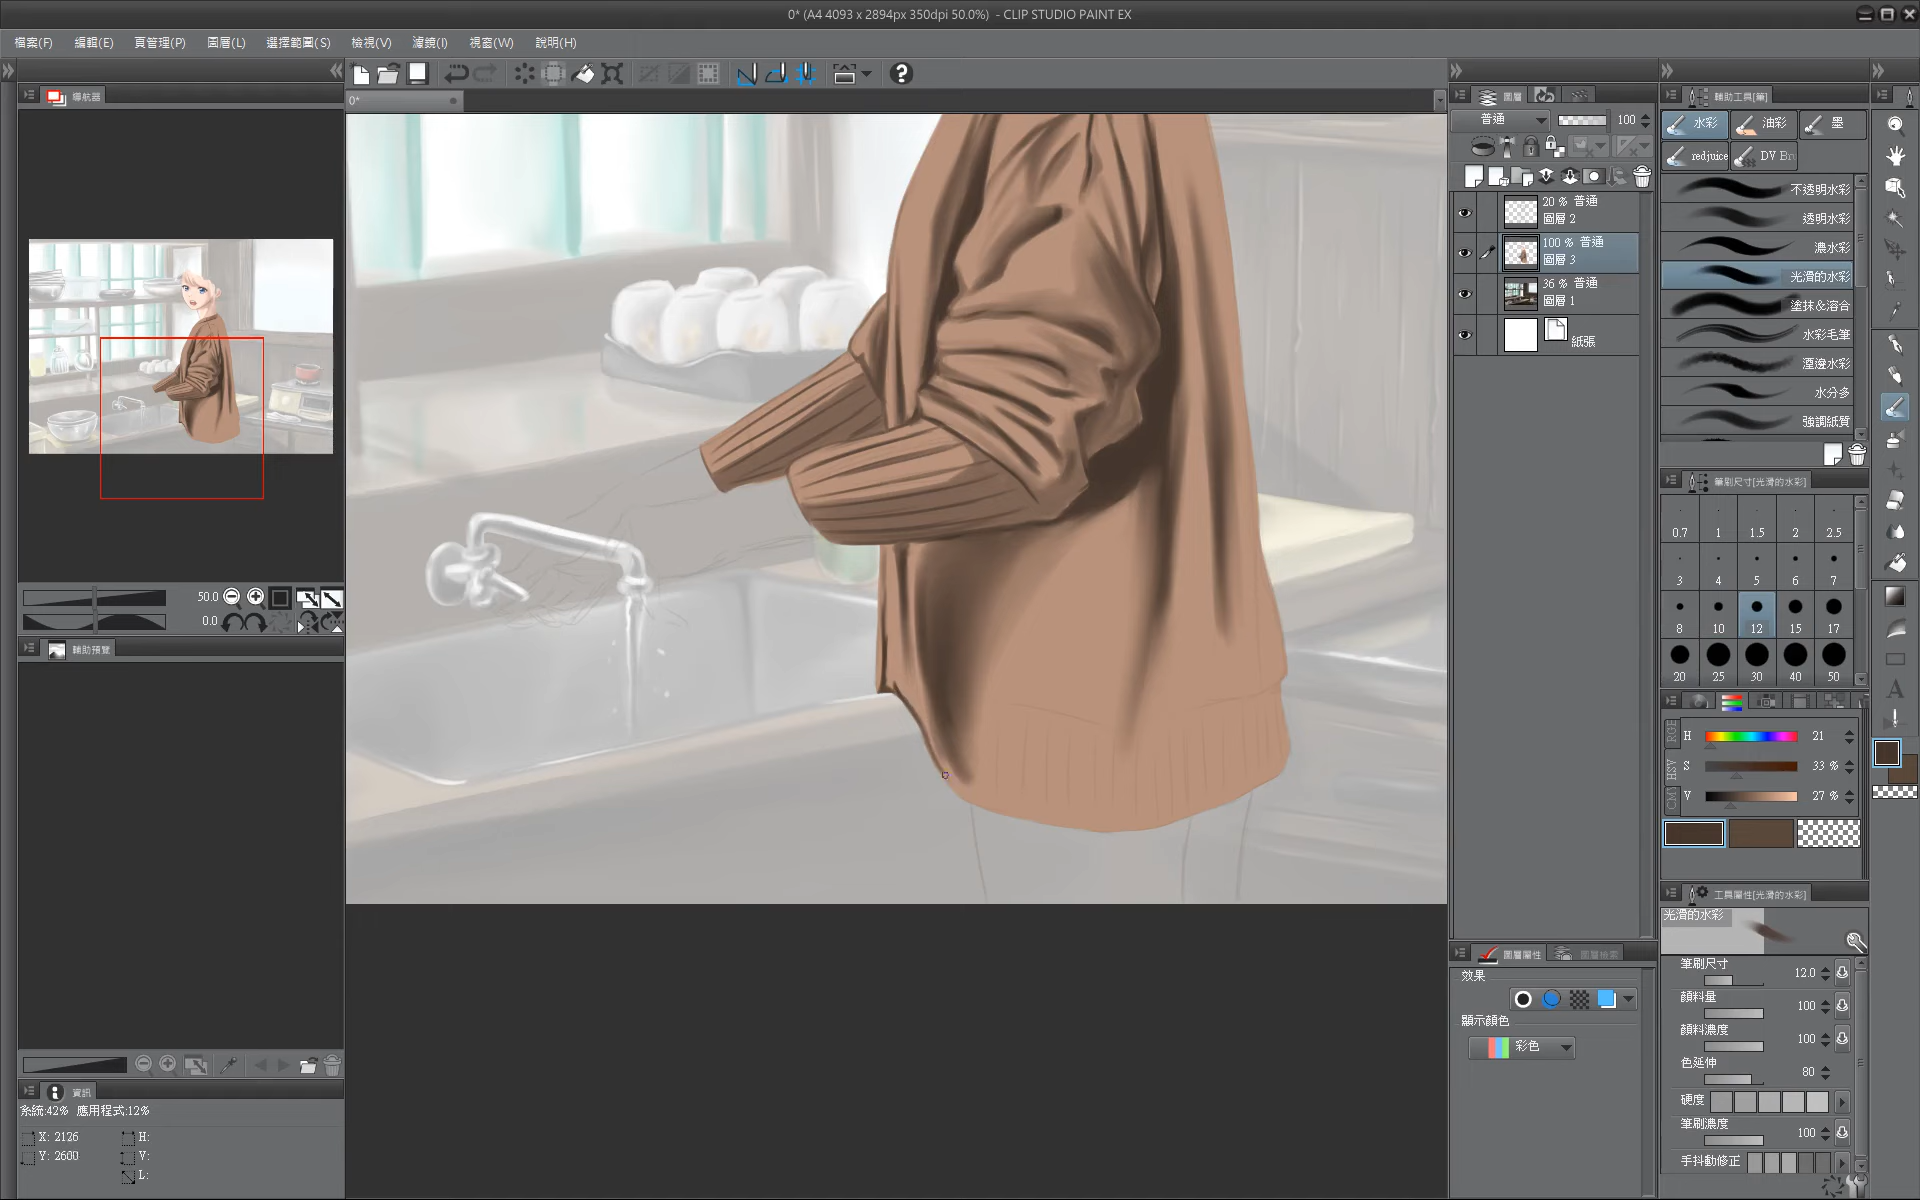 0* (A4 4093 x 2894px 350dpi 50.0%) - CLIP STUDIO PAINT EX
檔案(F) 編輯(E) 頁管理(P) 圖層(L) 選擇範圍(S) 檢視(V) 濾鏡(I) 視窗(W) 說明(H)
導航器
0*
50.0
0.0
輔助預覽
資訊
系統:42% 應用程式:12%
X: 2126 H:
Y: 2600 V:
L:
圖層
普通 100
20 % 普通
圖層 2
100 % 普通
圖層 3
36 % 普通
圖層 1
紙張
圖層屬性 圖層檢索
效果
顯示顏色
彩色
輔助工具[筆]
水彩 油彩 墨
redjuice DV Bru
不透明水彩
透明水彩
濃水彩
光滑的水彩
塗抹&溶合
水彩毛筆
溼邊水彩
水分多
強調紙質
筆刷尺寸[光滑的水彩]
0.7 1 1.5 2 2.5
3 4 5 6 7
8 10 12 15 17
20 25 30 40 50
RGB
HSV
H 21
S 33 %
V 27 %
工具屬性[光滑的水彩]
光滑的水彩
筆刷尺寸 12.0
顏料量 100
顏料濃度 100
色延伸 80
硬度
筆刷濃度 100
手抖動修正